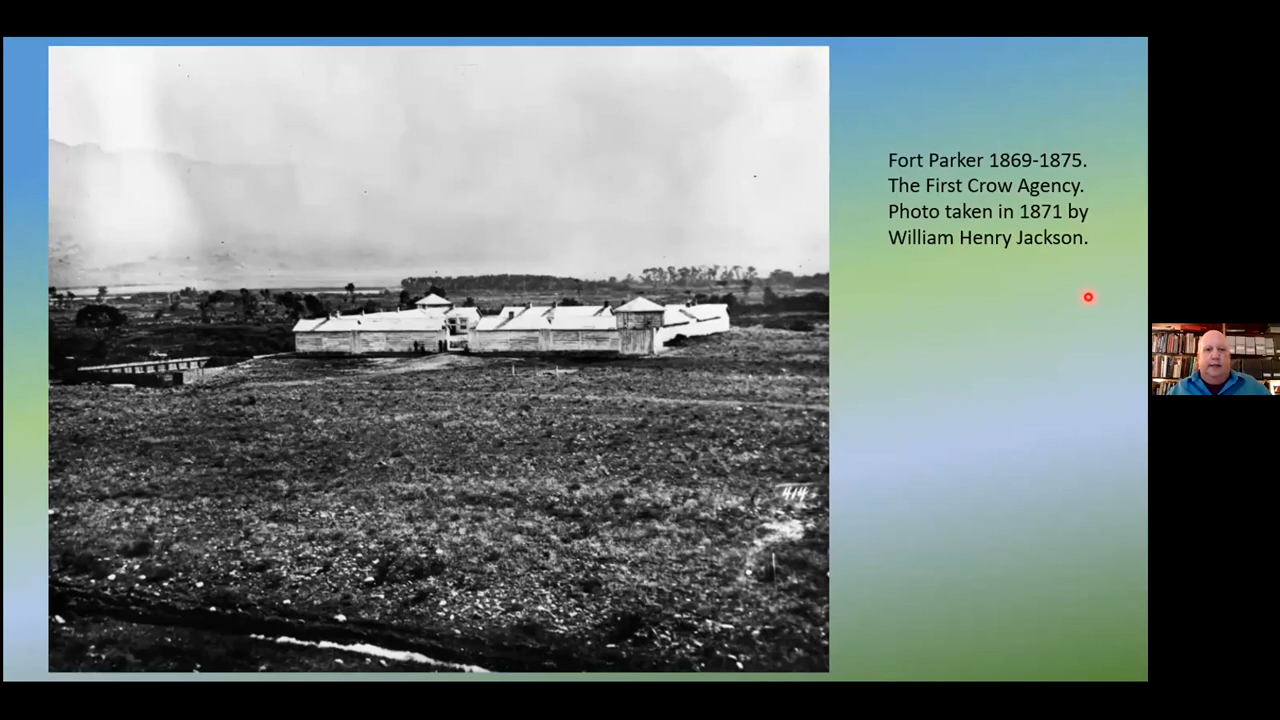 Fort Parker 1869-1875.
The First Crow Agency.
Photo taken in 1871 by
William Henry Jackson.
414